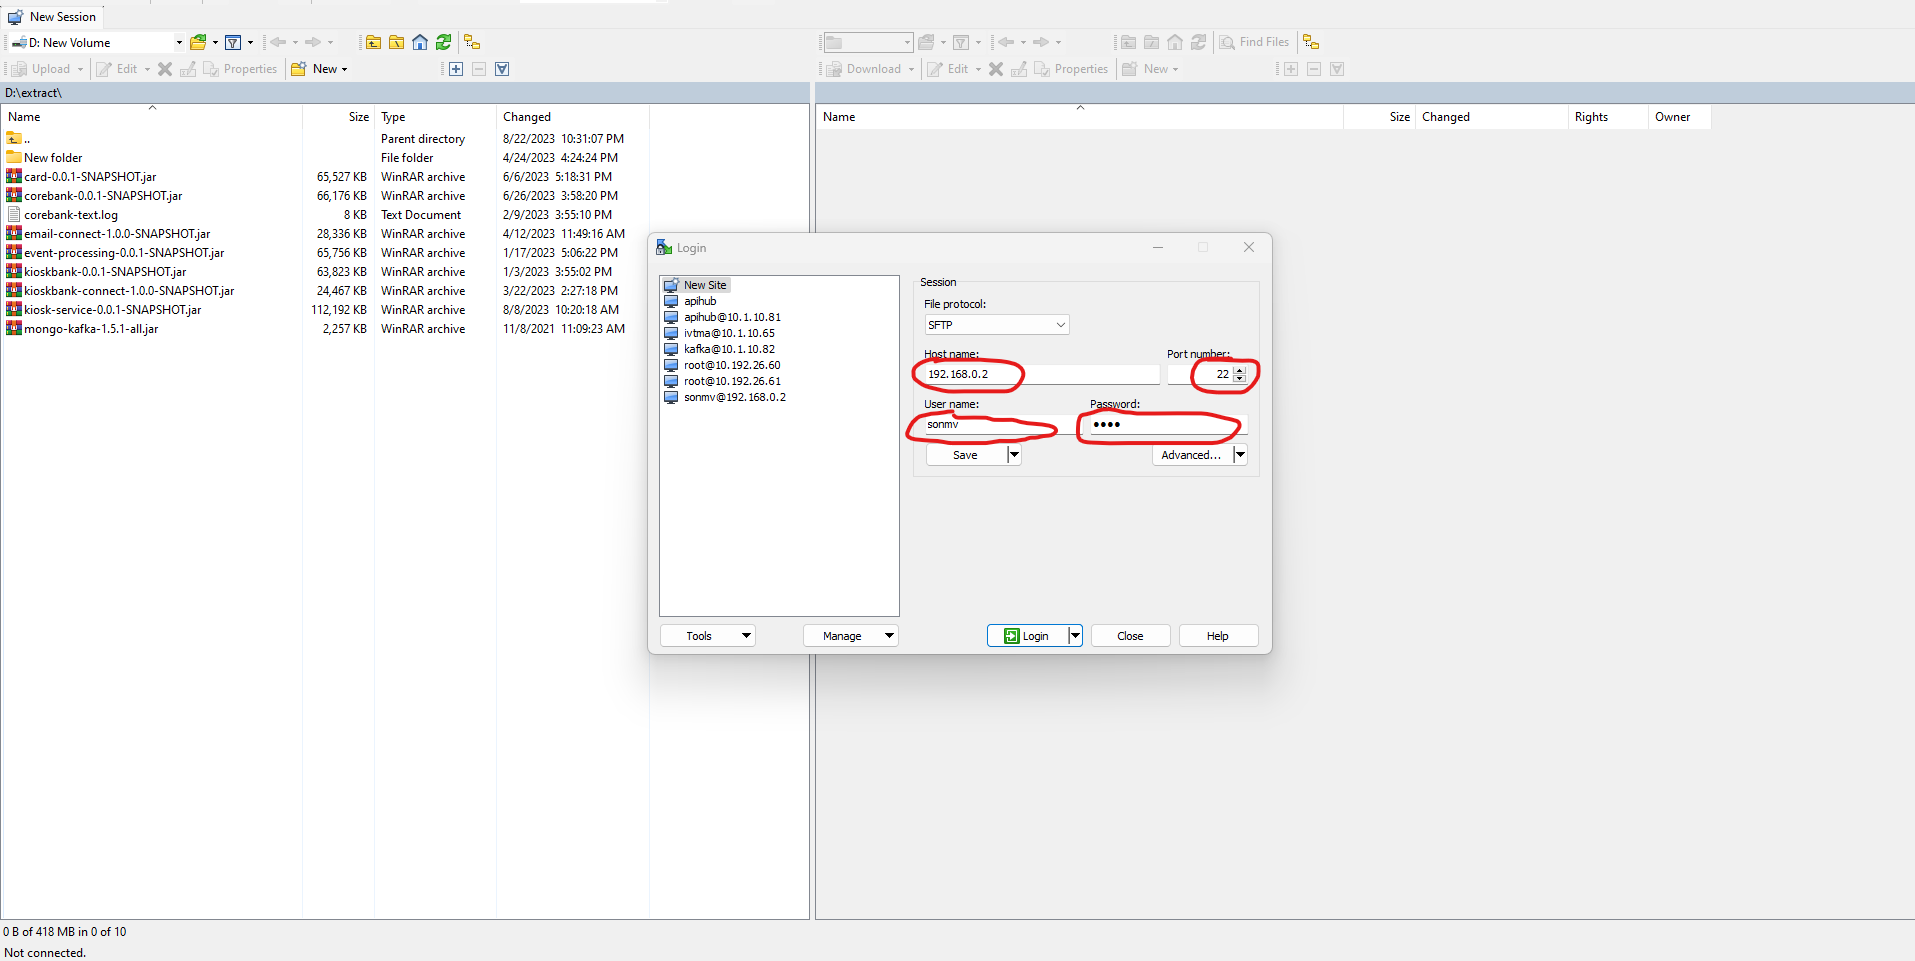 New Session
D: New Volume
Find Files
Upload Edit Properties New
Download Edit Properties New
D:\extract\
Name Size Type Changed
Name Size Changed Rights Owner
.. Parent directory 8/22/2023 10:31:07 PM
New folder File folder 4/24/2023 4:24:24 PM
card-0.0.1-SNAPSHOT.jar 65,527 KB WinRAR archive 6/6/2023 5:18:31 PM
corebank-0.0.1-SNAPSHOT.jar 66,176 KB WinRAR archive 6/26/2023 3:58:20 PM
corebank-text.log 8 KB Text Document 2/9/2023 3:55:10 PM
email-connect-1.0.0-SNAPSHOT.jar 28,336 KB WinRAR archive 4/12/2023 11:49:16 AM
event-processing-0.0.1-SNAPSHOT.jar 65,756 KB WinRAR archive 1/17/2023 5:06:22 PM
kioskbank-0.0.1-SNAPSHOT.jar 63,823 KB WinRAR archive 1/3/2023 3:55:02 PM
kioskbank-connect-1.0.0-SNAPSHOT.jar 24,467 KB WinRAR archive 3/22/2023 2:27:18 PM
kiosk-service-0.0.1-SNAPSHOT.jar 112,192 KB WinRAR archive 8/8/2023 10:20:18 AM
mongo-kafka-1.5.1-all.jar 2,257 KB WinRAR archive 11/8/2021 11:09:23 AM
Login
New Site
apihub
apihub@10.1.10.81
ivtma@10.1.10.65
kafka@10.1.10.82
root@10.192.26.60
root@10.192.26.61
sonmv@192.168.0.2
Session
File protocol:
SFTP
Host name: Port number:
192.168.0.2 22
User name: Password:
sonmv ••••
Save Advanced...
Tools Manage Login Close Help
0 B of 418 MB in 0 of 10
Not connected.